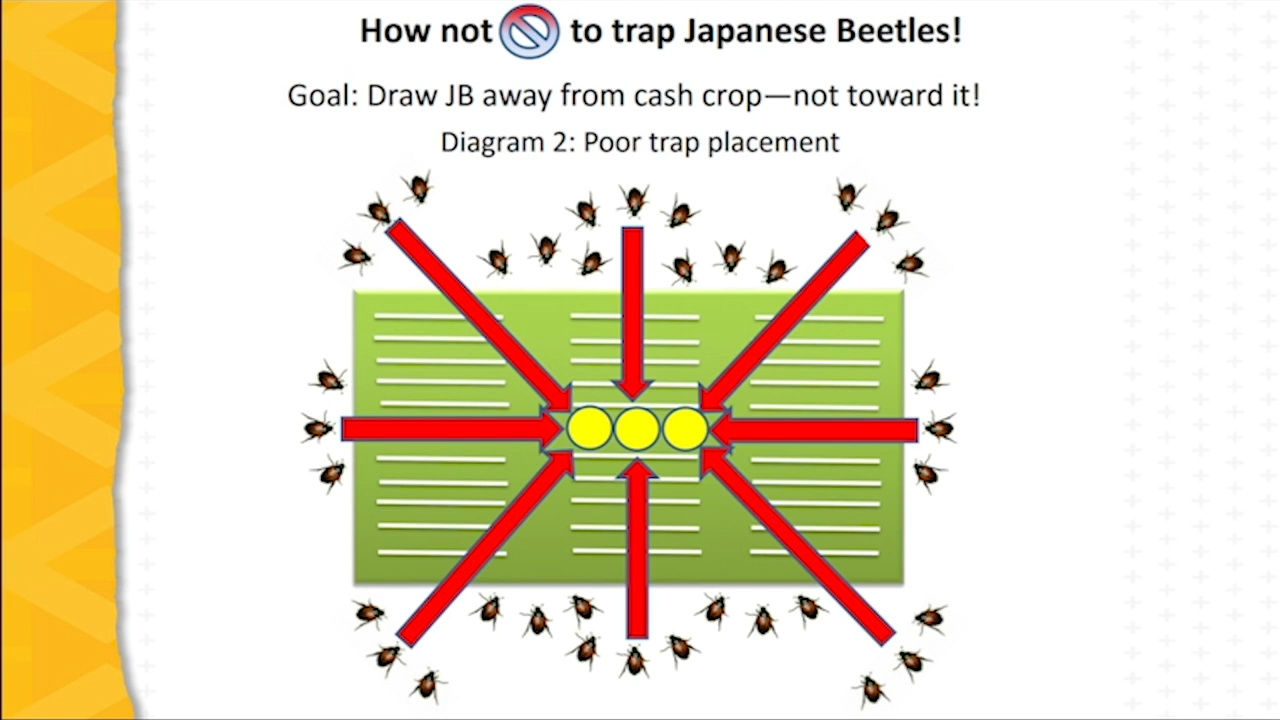 How not to trap Japanese Beetles!
Goal: Draw JB away from cash crop—not toward it!
Diagram 2: Poor trap placement